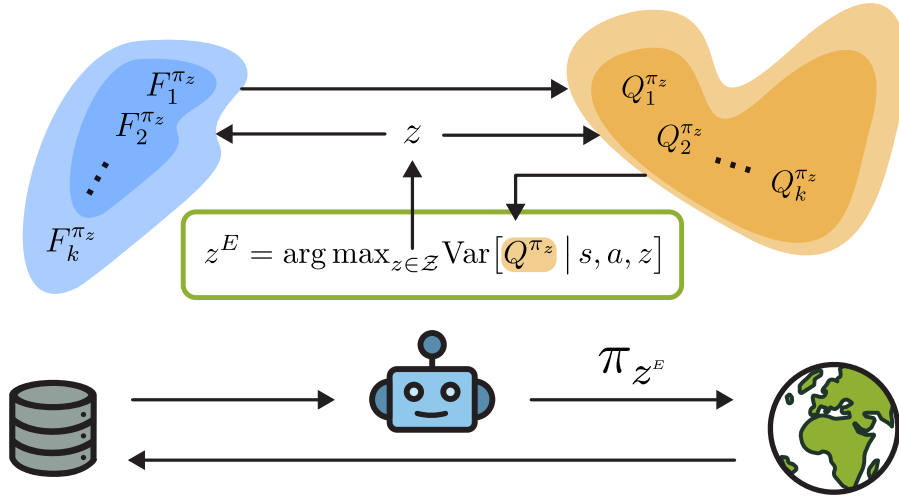 F_1^{π_z}
F_2^{π_z}
F_k^{π_z}
z
Q_1^{π_z}
Q_2^{π_z}
Q_k^{π_z}
z^E = arg max_{z∈𝒵} Var[Q^{π_z} | s, a, z]
π_{z^E}